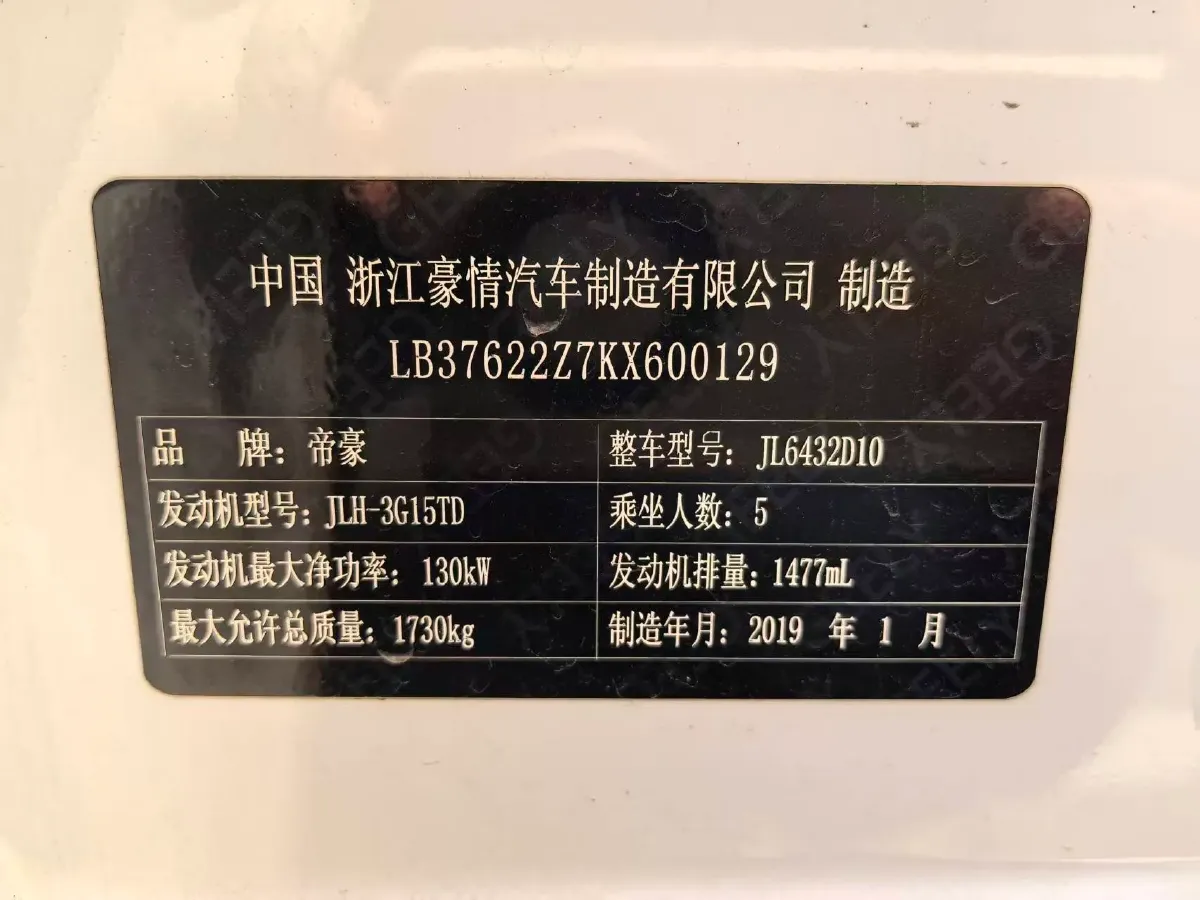 中国 浙江豪情汽车制造有限公司 制造
LB37622Z7KX600129
品 牌：帝豪 整车型号：JL6432D10
发动机型号：JLH-3G15TD 乘坐人数：5
发动机最大净功率：130kW 发动机排量：1477mL
最大允许总质量：1730kg 制造年月：2019 年 1 月